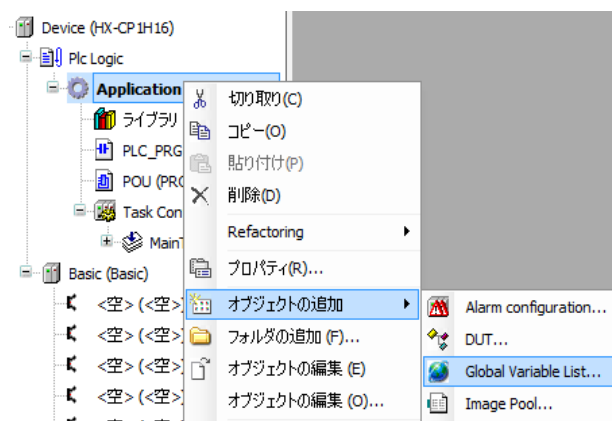 Device (HX-CP1H16)
Plc Logic
Application
ライブラリ
PLC_PRG
POU (PRC
Task Con
MainT
Basic (Basic)
<空> (<空>
<空> (<空>
<空> (<空>
<空> (<空>
切り取り(C)
コピー(O)
貼り付け(P)
削除(D)
Refactoring
プロパティ(R)...
オブジェクトの追加
フォルダの追加 (F)...
オブジェクトの編集 (E)
オブジェクトの編集 (O)...
Alarm configuration...
DUT...
Global Variable List...
Image Pool...